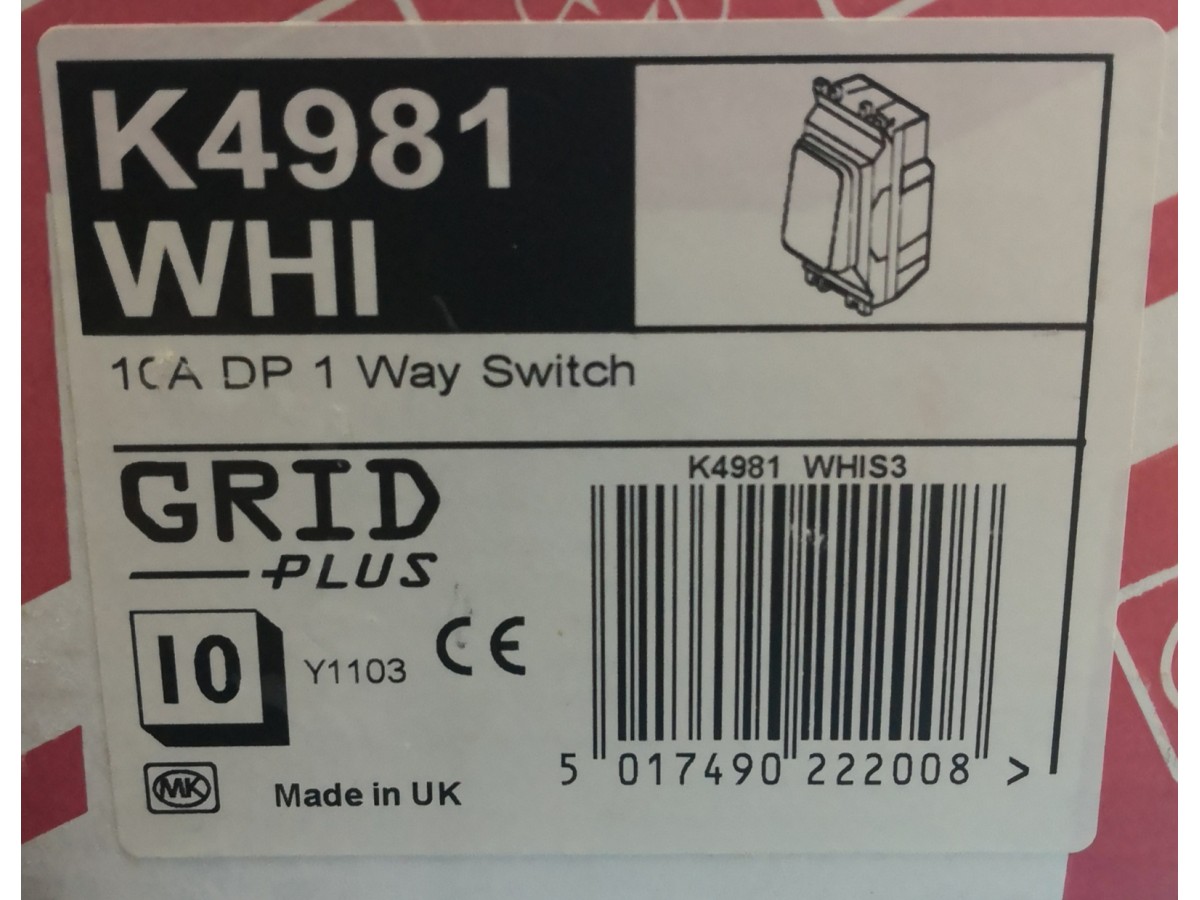 K4981
WHI
10A DP 1 Way Switch
GRID
PLUS
K4981 WHIS3
10
Y1103
CE
MK
Made in UK
5 017490 222008 >